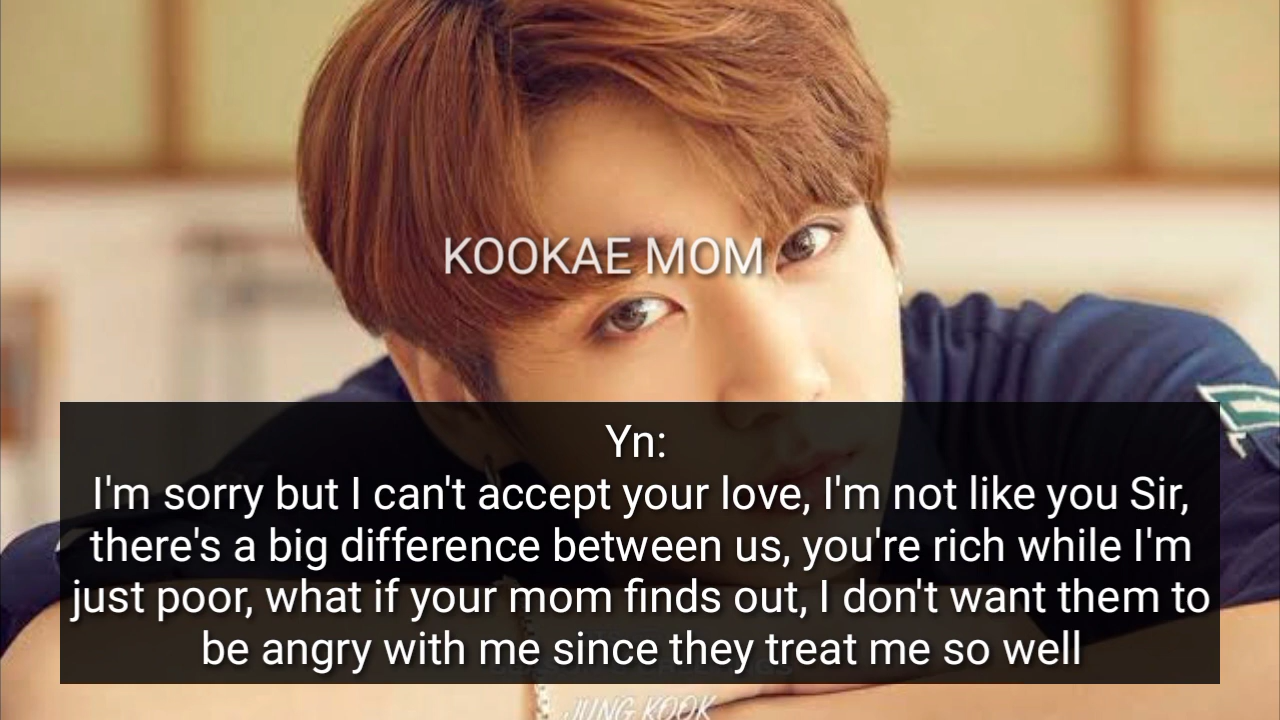 KOOKAE MOM
Yn:
I'm sorry but I can't accept your love, I'm not like you Sir,
there's a big difference between us, you're rich while I'm
just poor, what if your mom finds out, I don't want them to
be angry with me since they treat me so well
JUNG KOOK